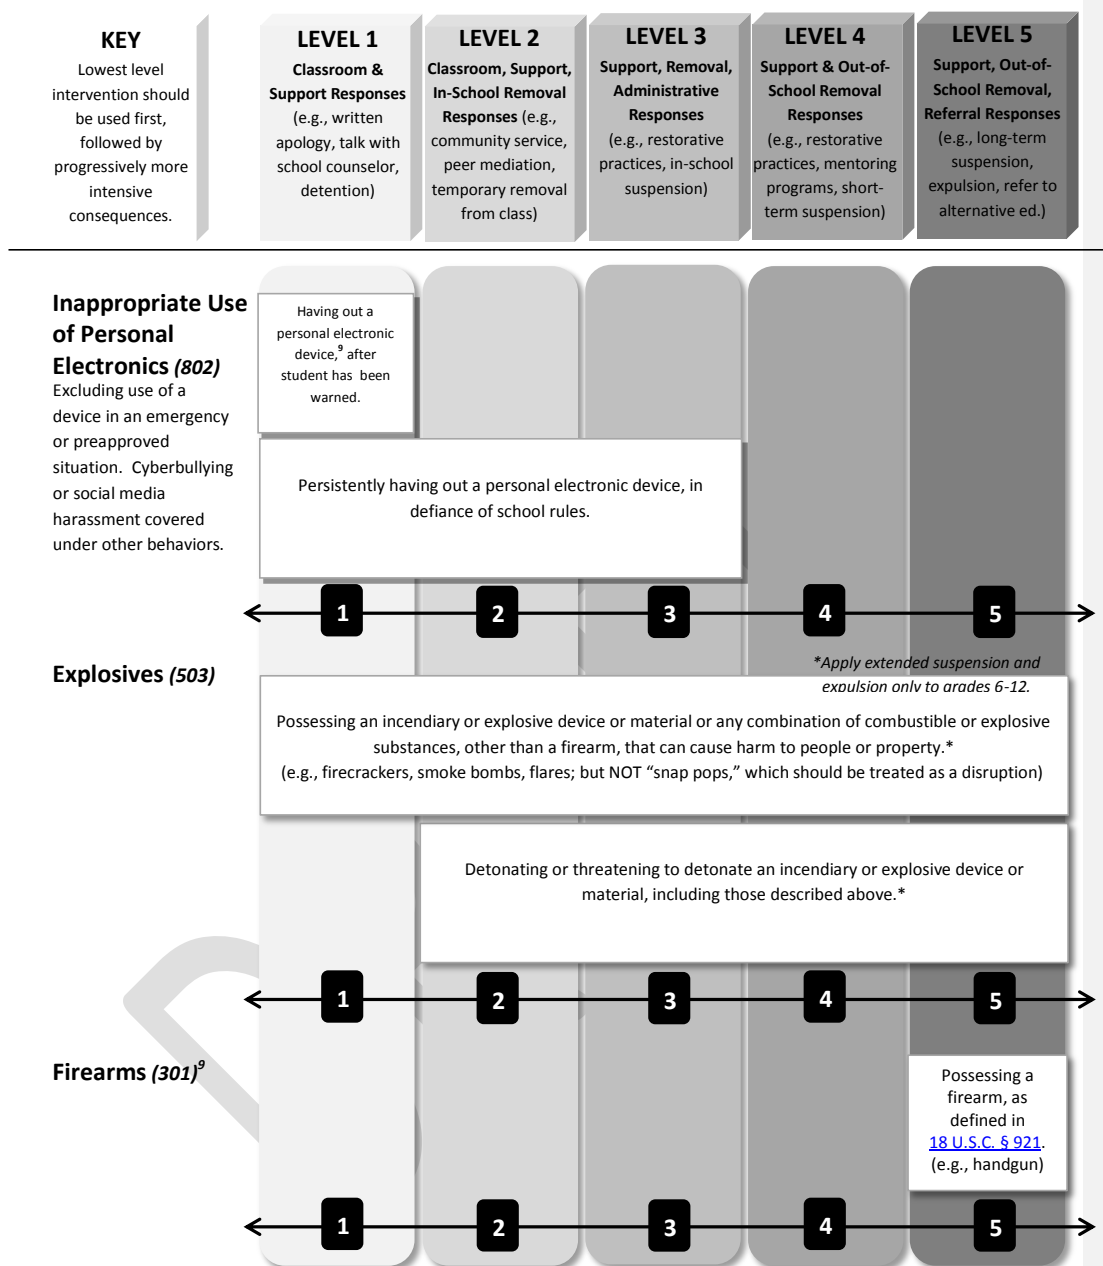 KEY
Lowest level
intervention should
be used first,
followed by
progressively more
intensive
consequences.
LEVEL 1
Classroom &
Support Responses
(e.g., written
apology, talk with
school counselor,
detention)
LEVEL 2
Classroom, Support,
In-School Removal
Responses (e.g.,
community service,
peer mediation,
temporary removal
from class)
LEVEL 3
Support, Removal,
Administrative
Responses
(e.g., restorative
practices, in-school
suspension)
LEVEL 4
Support & Out-of-
School Removal
Responses
(e.g., restorative
practices, mentoring
programs, short-
term suspension)
LEVEL 5
Support, Out-of-
School Removal,
Referral Responses
(e.g., long-term
suspension,
expulsion, refer to
alternative ed.)
Inappropriate Use
of Personal
Electronics (802)
Excluding use of a
device in an emergency
or preapproved
situation.  Cyberbullying
or social media
harassment covered
under other behaviors.
Having out a
personal electronic
device,⁹ after
student has  been
warned.
Persistently having out a personal electronic device, in
defiance of school rules.
1 2 3 4 5
Explosives (503)
*Apply extended suspension and
expulsion only to grades 6-12.
Possessing an incendiary or explosive device or material or any combination of combustible or explosive
substances, other than a firearm, that can cause harm to people or property.*
(e.g., firecrackers, smoke bombs, flares; but NOT “snap pops,” which should be treated as a disruption)
Detonating or threatening to detonate an incendiary or explosive device or
material, including those described above.*
1 2 3 4 5
Firearms (301)⁹
Possessing a
firearm, as
defined in
18 U.S.C. § 921.
(e.g., handgun)
1 2 3 4 5